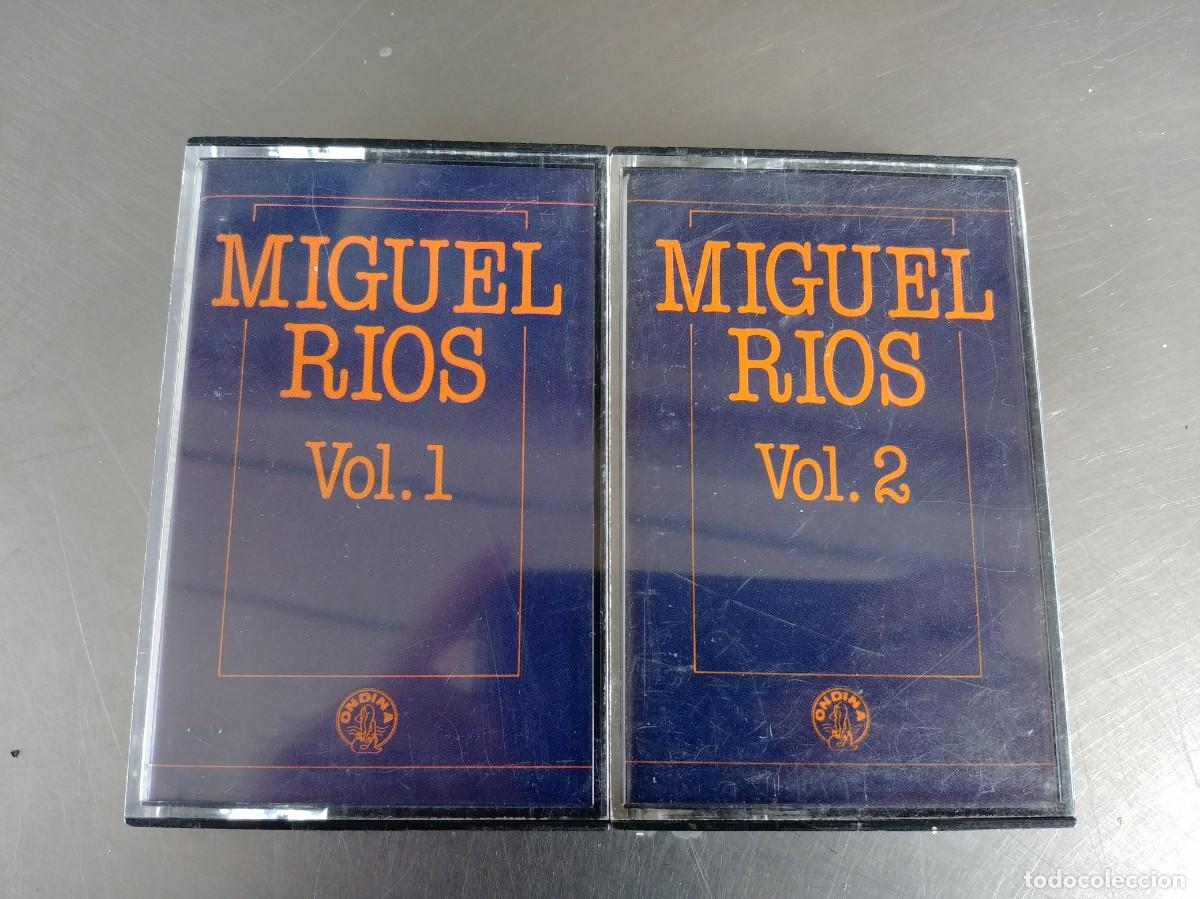 MIGUEL
RIOS
Vol. 1
ONDINA
MIGUEL
RIOS
Vol. 2
ONDINA
todocoleccion